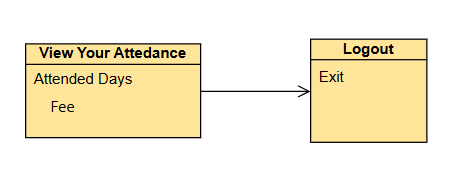 View Your Attedance
Attended Days
Fee
Logout
Exit